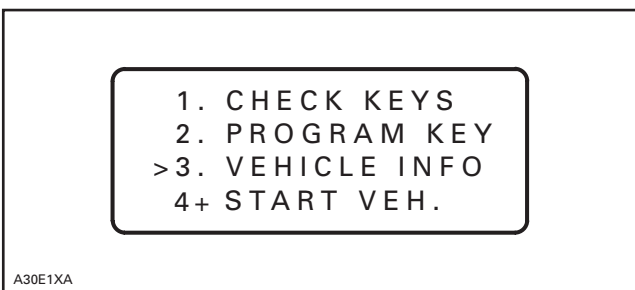 1. CHECK KEYS
2. PROGRAM KEY
>3. VEHICLE INFO
4+ START VEH.
A30E1XA